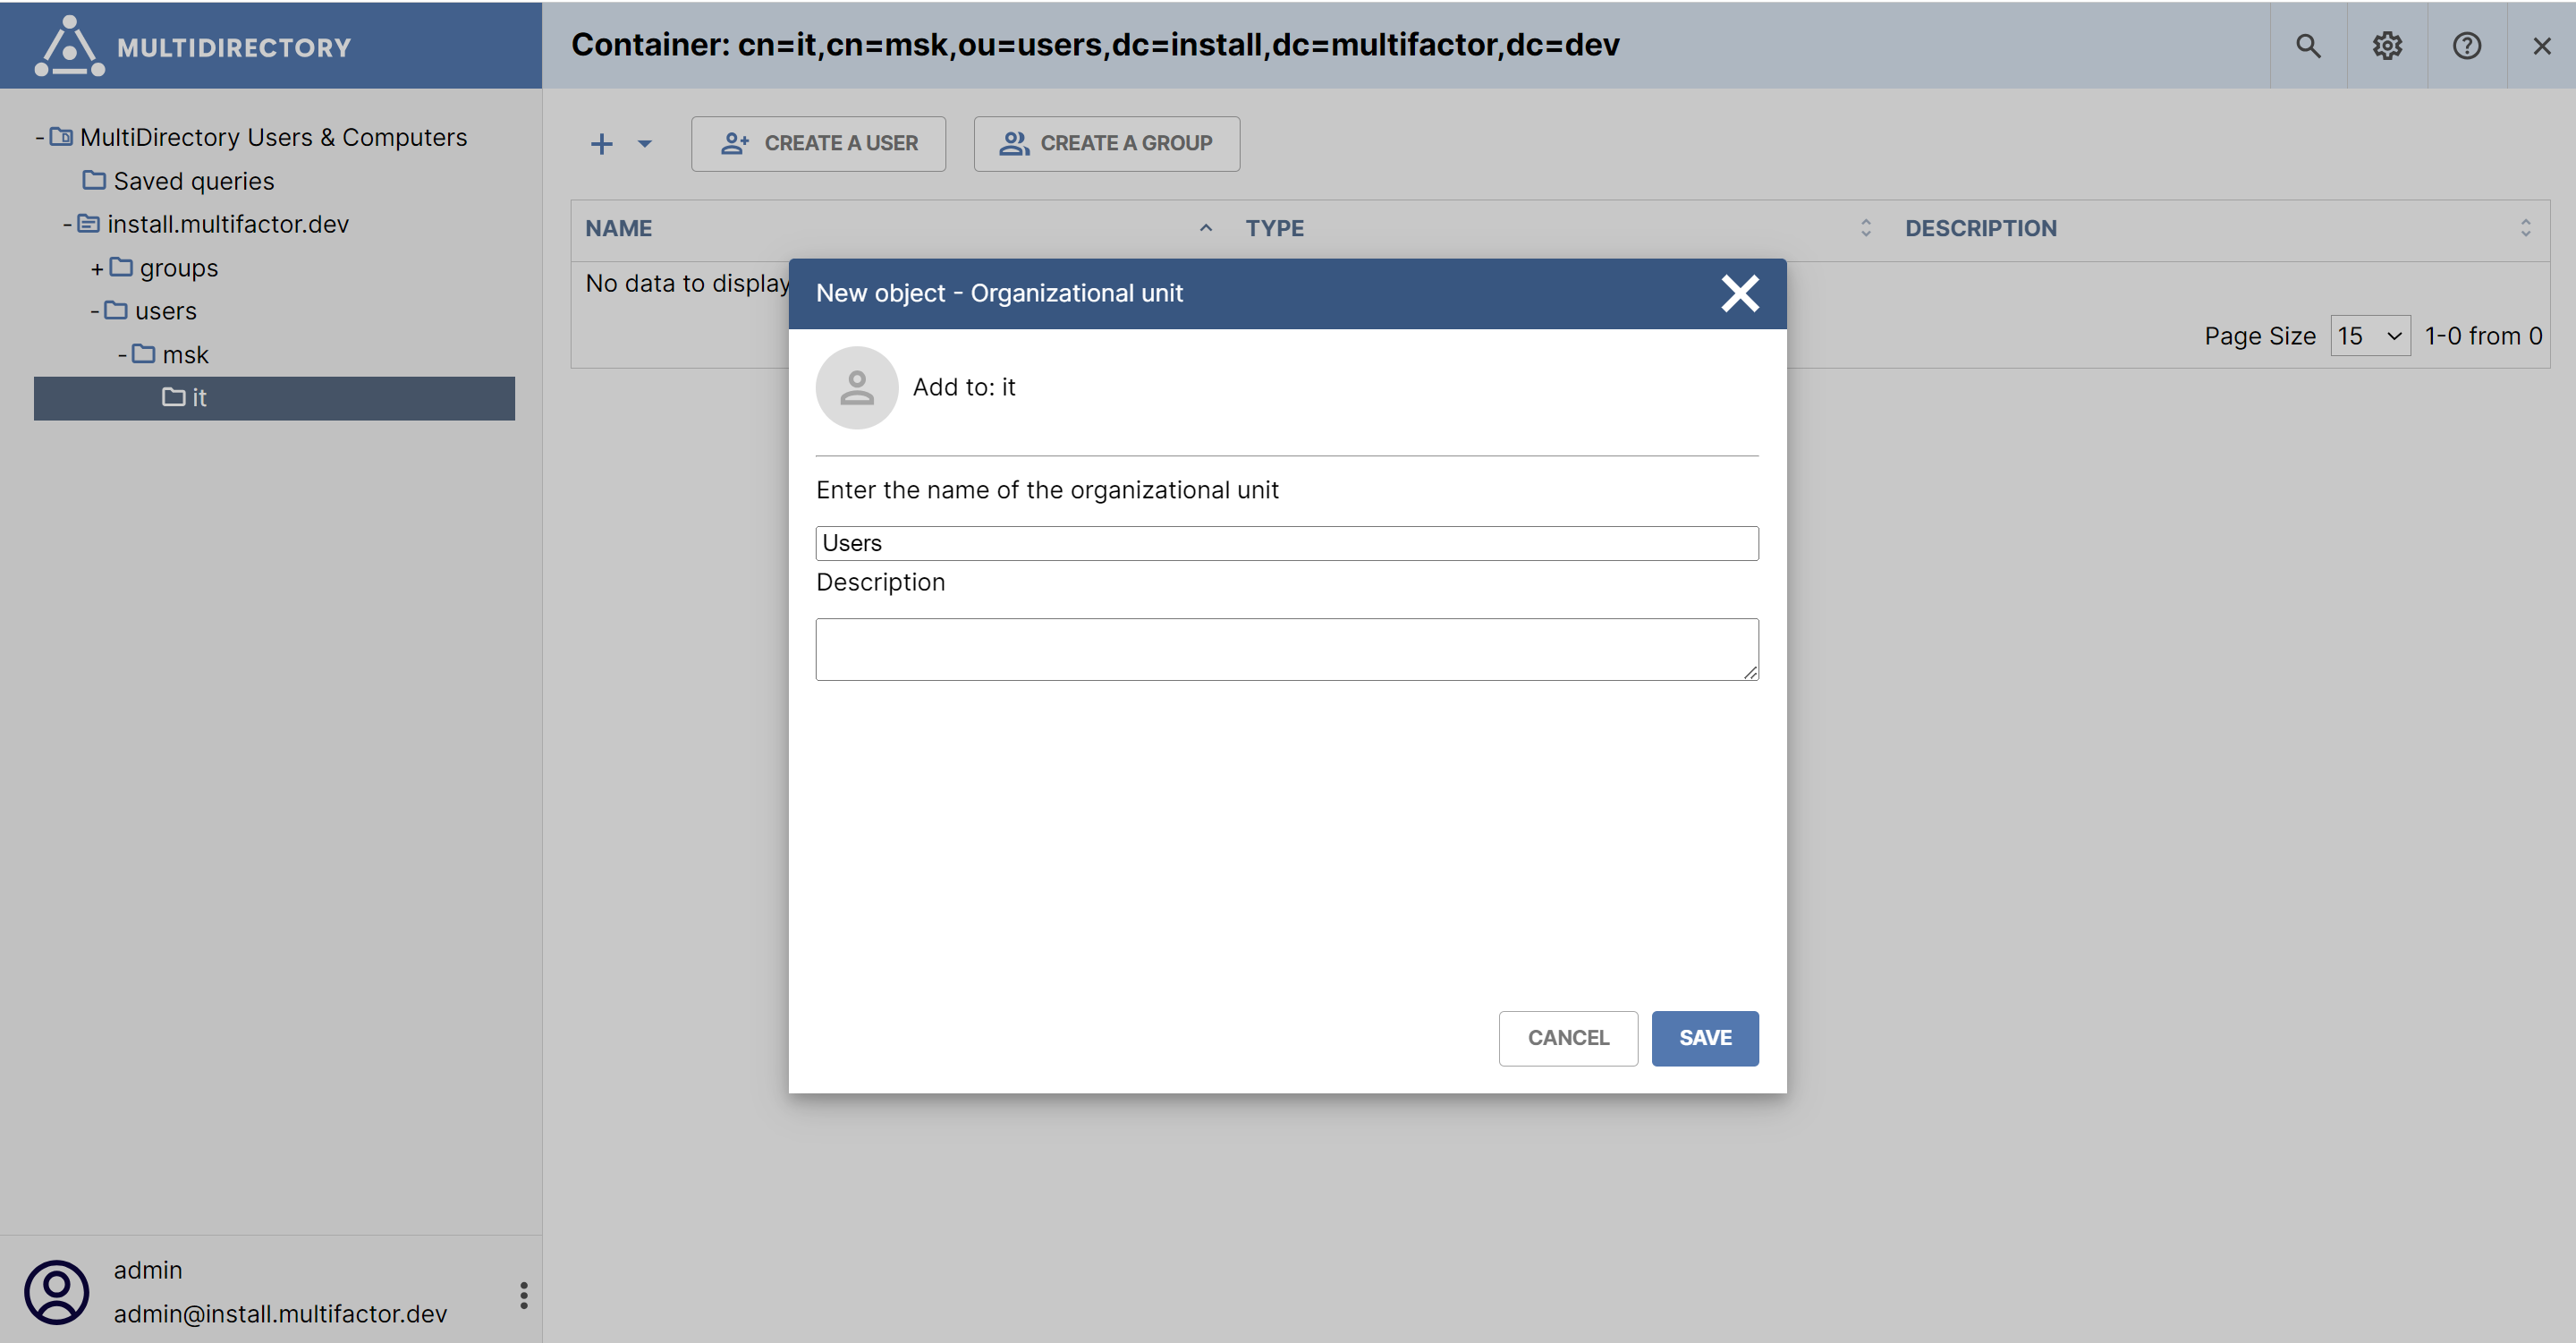 MULTIDIRECTORY
Container: cn=it,cn=msk,ou=users,dc=install,dc=multifactor,dc=dev
- MultiDirectory Users & Computers
Saved queries
- install.multifactor.dev
+ groups
- users
- msk
it
CREATE A USER
CREATE A GROUP
NAME TYPE DESCRIPTION
No data to display
Page Size 15 1-0 from 0
New object - Organizational unit
Add to: it
Enter the name of the organizational unit
Users
Description
CANCEL SAVE
admin
admin@install.multifactor.dev